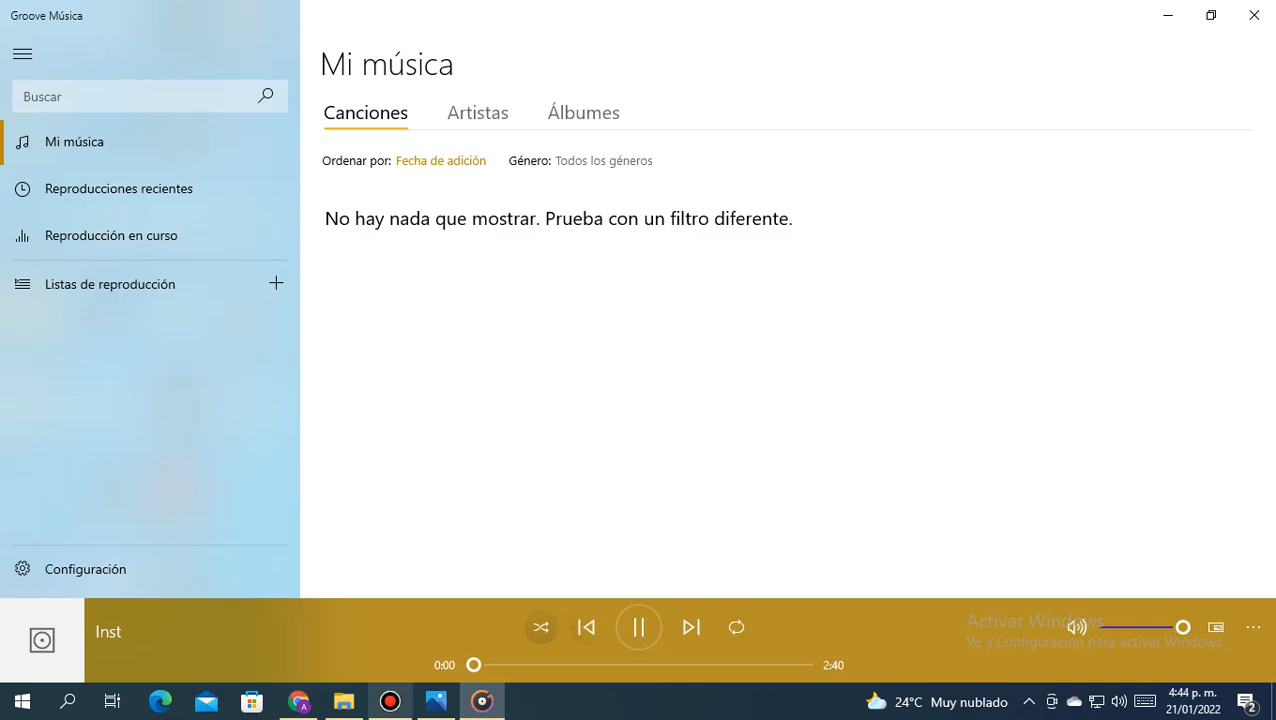 Groove Música
Buscar
Mi música
Reproducciones recientes
Reproducción en curso
Listas de reproducción
Configuración
Mi música
Canciones Artistas Álbumes
Ordenar por: Fecha de adición Género: Todos los géneros
No hay nada que mostrar. Prueba con un filtro diferente.
Inst
0:00
2:40
Activar Windows
Ve a Configuración para activar Windows.
A
24°C Muy nublado
4:44 p. m.
21/01/2022
2